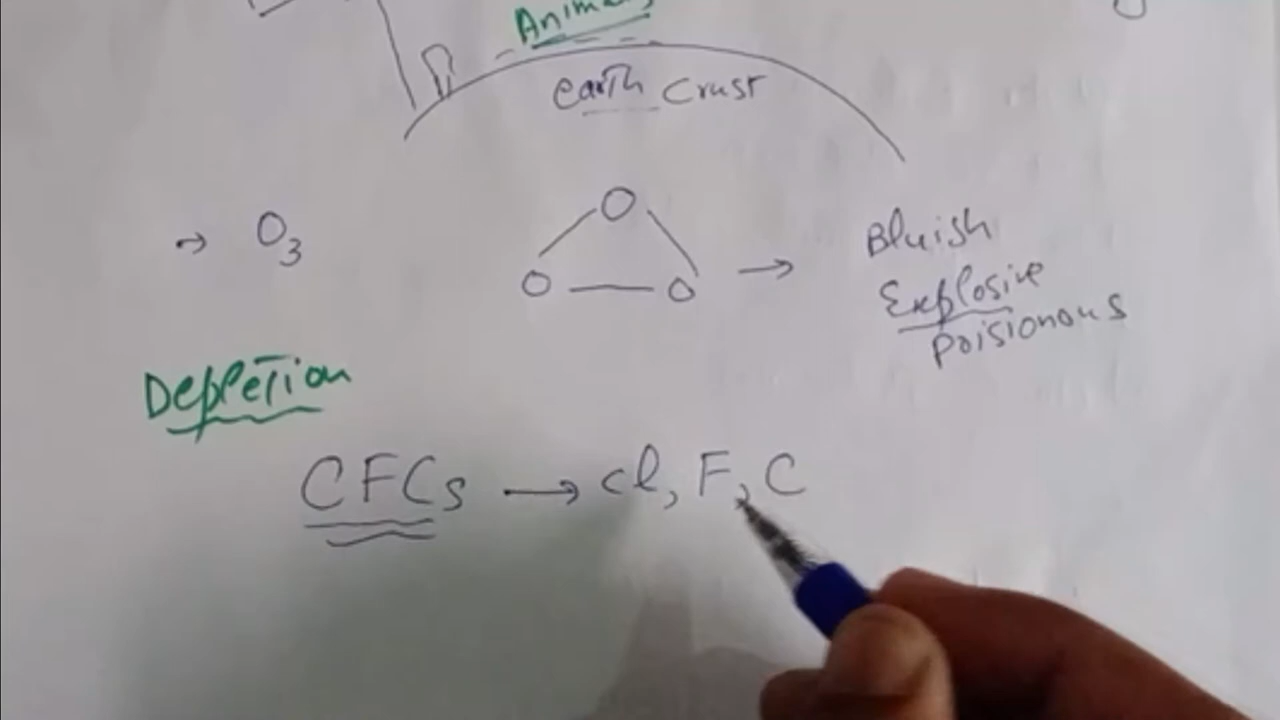 earth crust
→ O3
O
O O → Bluish
Explosive
poisionous
Depletion
CFCs → Cl, F, C